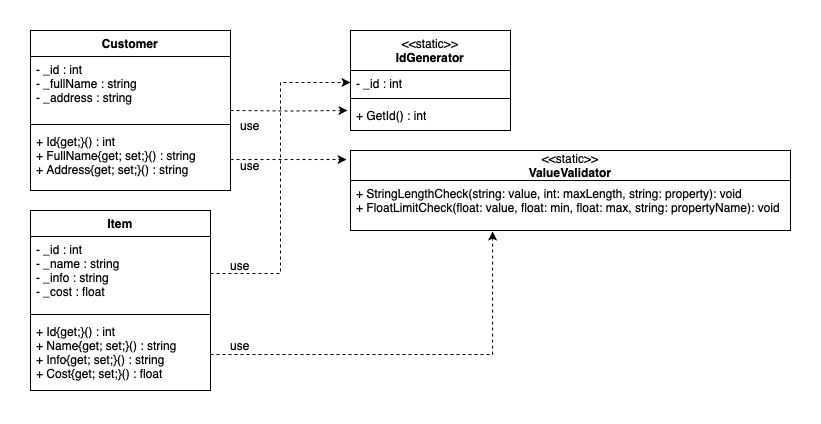 Customer
- _id : int
- _fullName : string
- _address : string
+ Id{get;}() : int
+ FullName{get; set;}() : string
+ Address{get; set;}() : string
<<static>>
IdGenerator
- _id : int
+ GetId() : int
use
use
<<static>>
ValueValidator
+ StringLengthCheck(string: value, int: maxLength, string: property): void
+ FloatLimitCheck(float: value, float: min, float: max, string: propertyName): void
Item
- _id : int
- _name : string
- _info : string
- _cost : float
+ Id{get;}() : int
+ Name{get; set;}() : string
+ Info{get; set;}() : string
+ Cost{get; set;}() : float
use
use